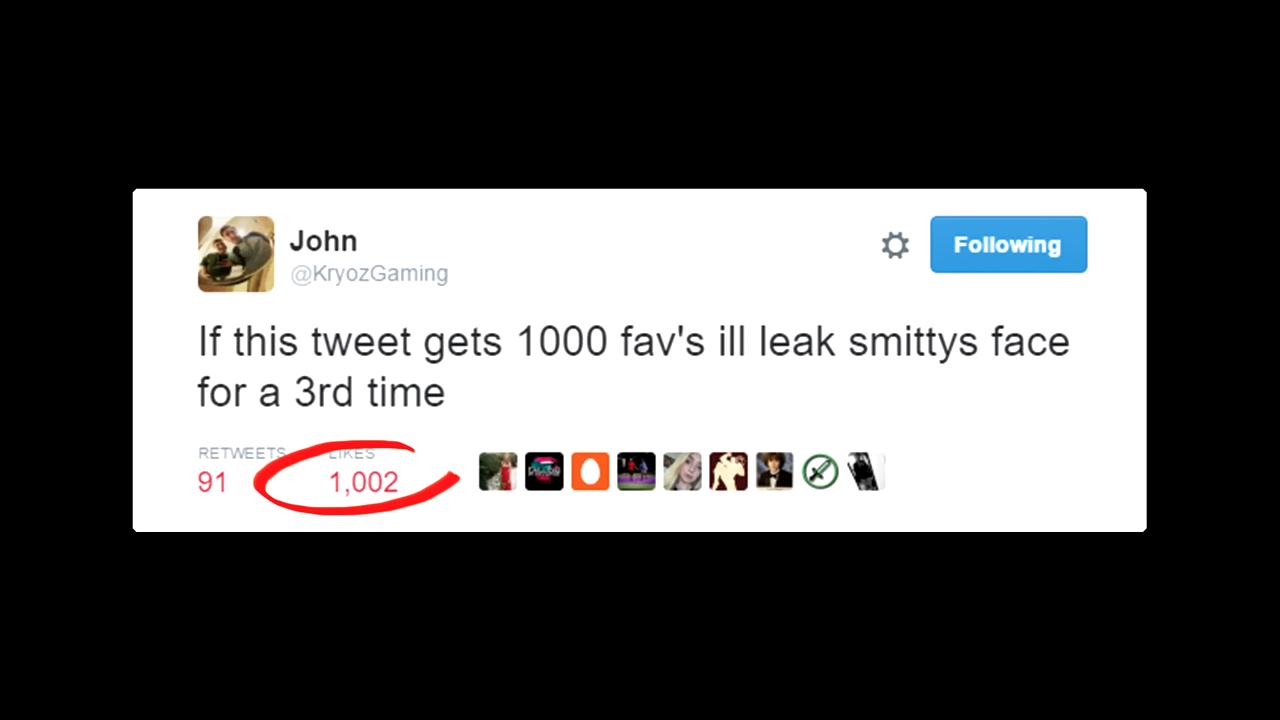 John
@KryozGaming
Following
If this tweet gets 1000 fav's ill leak smittys face
for a 3rd time
RETWEETS LIKES
91 1,002